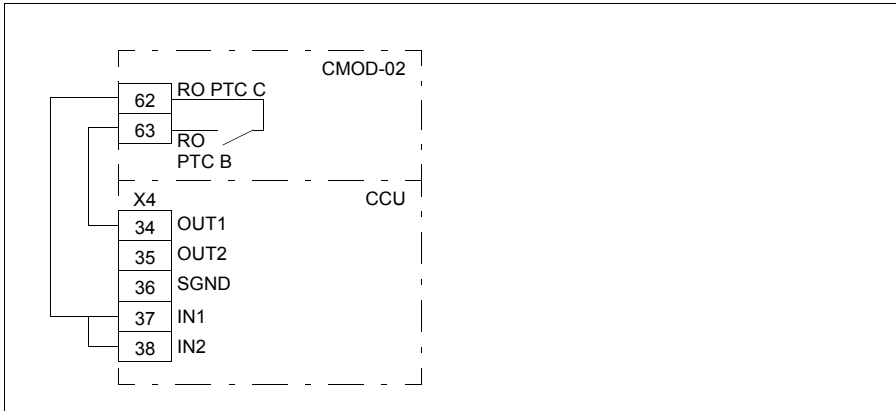 CMOD-02
62 RO PTC C
63 RO
PTC B
X4 CCU
34 OUT1
35 OUT2
36 SGND
37 IN1
38 IN2